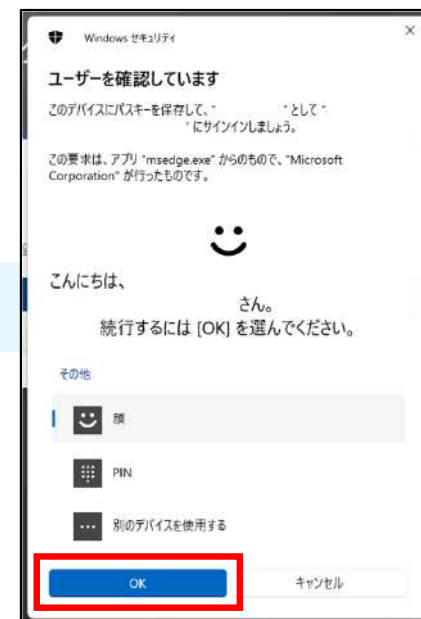 Windows セキュリティ
ユーザーを確認しています
このデバイスにパスキーを保存して、" "として "
"にサインインしましょう。
この要求は、アプリ "msedge.exe" からのもので、"Microsoft
Corporation" が行ったものです。
こんにちは、
さん。
続行するには [OK] を選んでください。
その他
顔
PIN
別のデバイスを使用する
OK
キャンセル